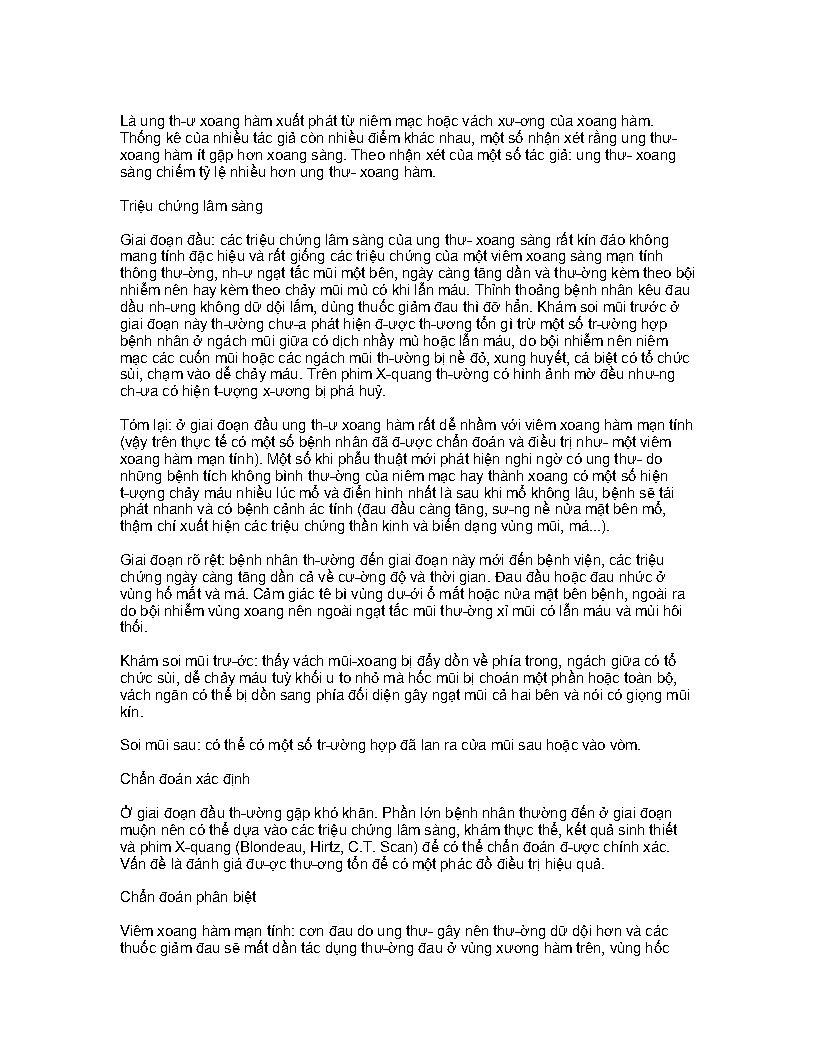 Là ung th-ư xoang hàm xuất phát từ niêm mạc hoặc vách xư-ơng của xoang hàm.
Thống kê của nhiều tác giả còn nhiều điểm khác nhau, một số nhận xét rằng ung thư-
xoang hàm ít gặp hơn xoang sàng. Theo nhận xét của một số tác giả: ung thư- xoang
sàng chiếm tỷ lệ nhiều hơn ung thư- xoang hàm.
Triệu chứng lâm sàng
Giai đoạn đầu: các triệu chứng lâm sàng của ung thư- xoang sàng rất kín đáo không
mang tính đặc hiệu và rất giống các triệu chứng của một viêm xoang sàng mạn tính
thông thư-ờng, nh-ư ngạt tắc mũi một bên, ngày càng tăng dần và thư-ờng kèm theo bội
nhiễm nên hay kèm theo chảy mũi mủ có khi lẫn máu. Thỉnh thoảng bệnh nhân kêu đau
đầu nh-ưng không dữ dội lắm, dùng thuốc giảm đau thì đỡ hẳn. Khám soi mũi trước ở
giai đoạn này th-ường chư-a phát hiện đ-ược th-ương tổn gì trừ một số tr-ường hợp
bệnh nhân ở ngách mũi giữa có dịch nhầy mủ hoặc lẫn máu, do bội nhiễm nên niêm
mạc các cuốn mũi hoặc các ngách mũi th-ường bị nề đỏ, xung huyết, cá biệt có tổ chức
sùi, chạm vào dễ chảy máu. Trên phim X-quang th-ường có hình ảnh mờ đều như-ng
ch-ưa có hiện t-ượng x-ương bị phá huỷ.
Tóm lại: ở giai đoạn đầu ung th-ư xoang hàm rất dễ nhầm với viêm xoang hàm mạn tính
(vậy trên thực tế có một số bệnh nhân đã đ-ược chẩn đoán và điều trị như- một viêm
xoang hàm mạn tính). Một số khi phẫu thuật mới phát hiện nghi ngờ có ung thư- do
những bệnh tích không bình thư-ờng của niêm mạc hay thành xoang có một số hiện
t-ượng chảy máu nhiều lúc mổ và điển hình nhất là sau khi mổ không lâu, bệnh sẽ tái
phát nhanh và có bệnh cảnh ác tính (đau đầu càng tăng, sư-ng nề nửa mặt bên mổ,
thậm chí xuất hiện các triệu chứng thần kinh và biến dạng vùng mũi, má...).
Giai đoạn rõ rệt: bệnh nhân th-ường đến giai đoạn này mới đến bệnh viện, các triệu
chứng ngày càng tăng dần cả về cư-ờng độ và thời gian. Đau đầu hoặc đau nhức ở
vùng hố mắt và má. Cảm giác tê bì vùng dư-ới ổ mắt hoặc nửa mặt bên bệnh, ngoài ra
do bội nhiễm vùng xoang nên ngoài ngạt tắc mũi thư-ờng xỉ mũi có lẫn máu và mùi hôi
thối.
Khám soi mũi trư-ớc: thấy vách mũi-xoang bị đẩy dồn về phía trong, ngách giữa có tổ
chức sùi, dễ chảy máu tuỳ khối u to nhỏ mà hốc mũi bị choán một phần hoặc toàn bộ,
vách ngăn có thể bị dồn sang phía đối diện gây ngạt mũi cả hai bên và nói có giọng mũi
kín.
Soi mũi sau: có thể có một số tr-ường hợp đã lan ra cửa mũi sau hoặc vào vòm.
Chẩn đoán xác định
Ở giai đoạn đầu th-ường gặp khó khăn. Phần lớn bệnh nhân thường đến ở giai đoạn
muộn nên có thể dựa vào các triệu chứng lâm sàng, khám thực thể, kết quả sinh thiết
và phim X-quang (Blondeau, Hirtz, C.T. Scan) để có thể chẩn đoán đ-ược chính xác.
Vấn đề là đánh giá đư-ợc thư-ơng tổn để có một phác đồ điều trị hiệu quả.
Chẩn đoán phân biệt
Viêm xoang hàm mạn tính: cơn đau do ung thư- gây nên thư-ờng dữ dội hơn và các
thuốc giảm đau sẽ mất dần tác dụng thư-ờng đau ở vùng xương hàm trên, vùng hốc